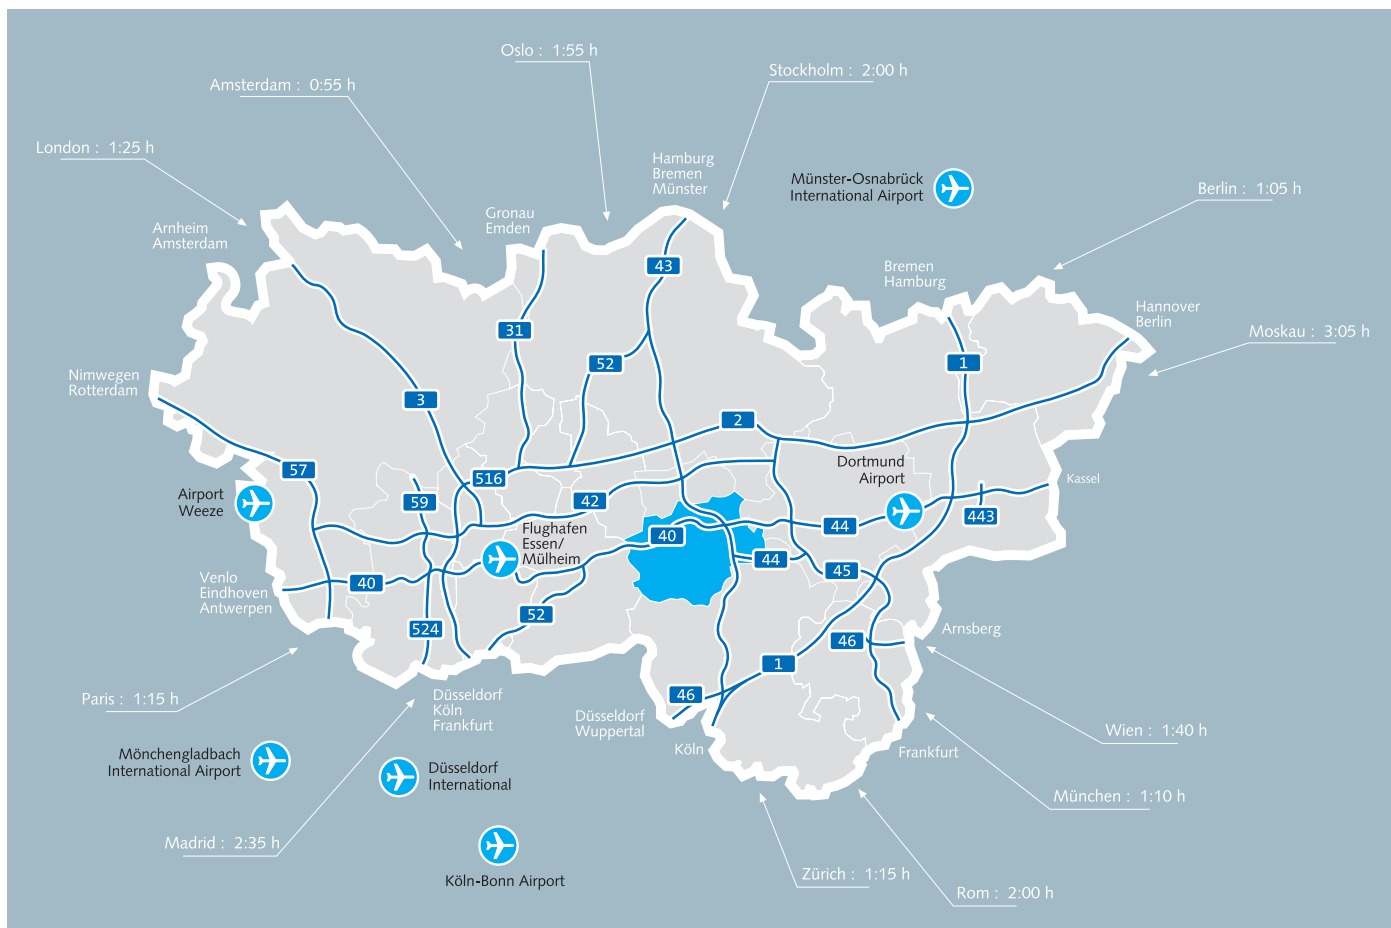 Oslo : 1:55 h
Stockholm : 2:00 h
Amsterdam : 0:55 h
London : 1:25 h
Hamburg
Bremen
Münster
Münster-Osnabrück
International Airport
Berlin : 1:05 h
Gronau
Emden
Arnheim
Amsterdam
43
Bremen
Hamburg
Hannover
Berlin
Moskau : 3:05 h
31
52
1
Nimwegen
Rotterdam
3
2
57
516
Dortmund
Airport
Kassel
Airport
Weeze
59
42
443
44
Flughafen
Essen/
Mülheim
40
44
45
Venlo
Eindhoven
Antwerpen
40
52
524
46
Arnsberg
1
46
Paris : 1:15 h
Düsseldorf
Köln
Frankfurt
Düsseldorf
Wuppertal
Köln
Frankfurt
Wien : 1:40 h
Mönchengladbach
International Airport
Düsseldorf
International
München : 1:10 h
Madrid : 2:35 h
Köln-Bonn Airport
Zürich : 1:15 h
Rom : 2:00 h